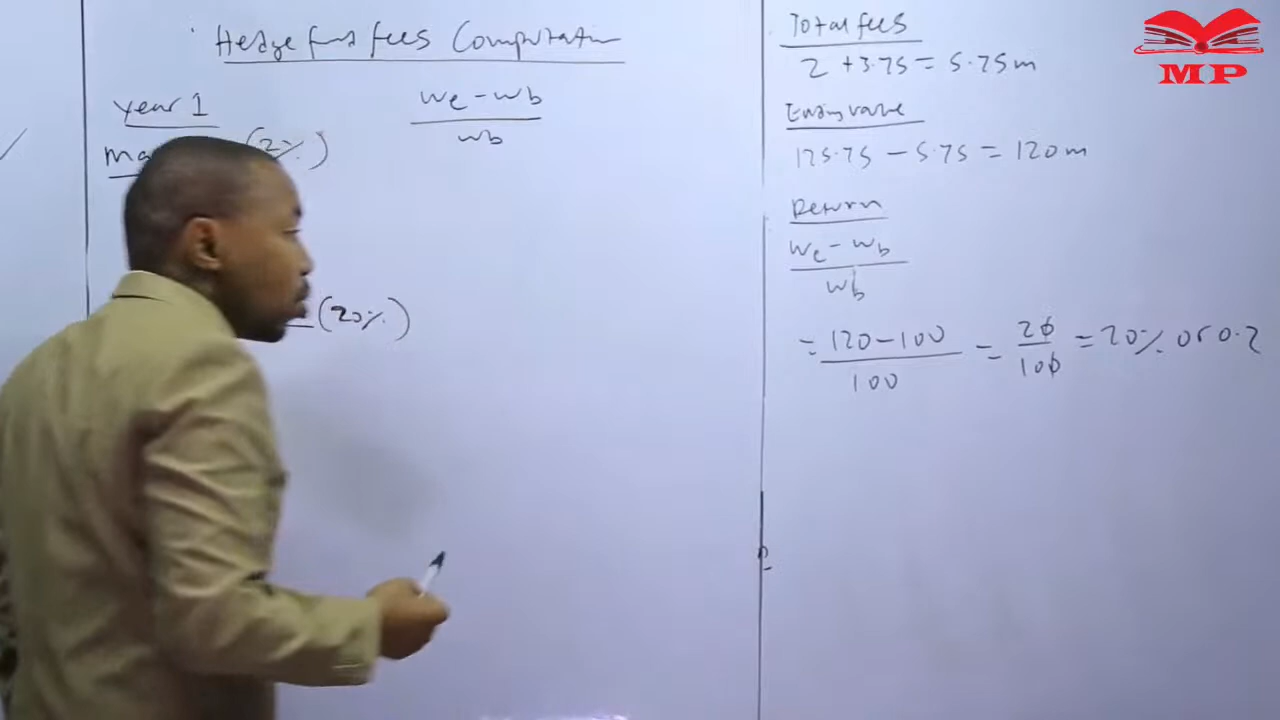 Hedge fund fees Computation
year 1
We - Wb
Wb
(2%)
(20%)
Total fees
2 + 3.75 = 5.75m
Ending value
125.75 - 5.75 = 120m
Return
We - Wb
Wb
= 120 - 100 = 20 = 20% or 0.2
100 100
MP